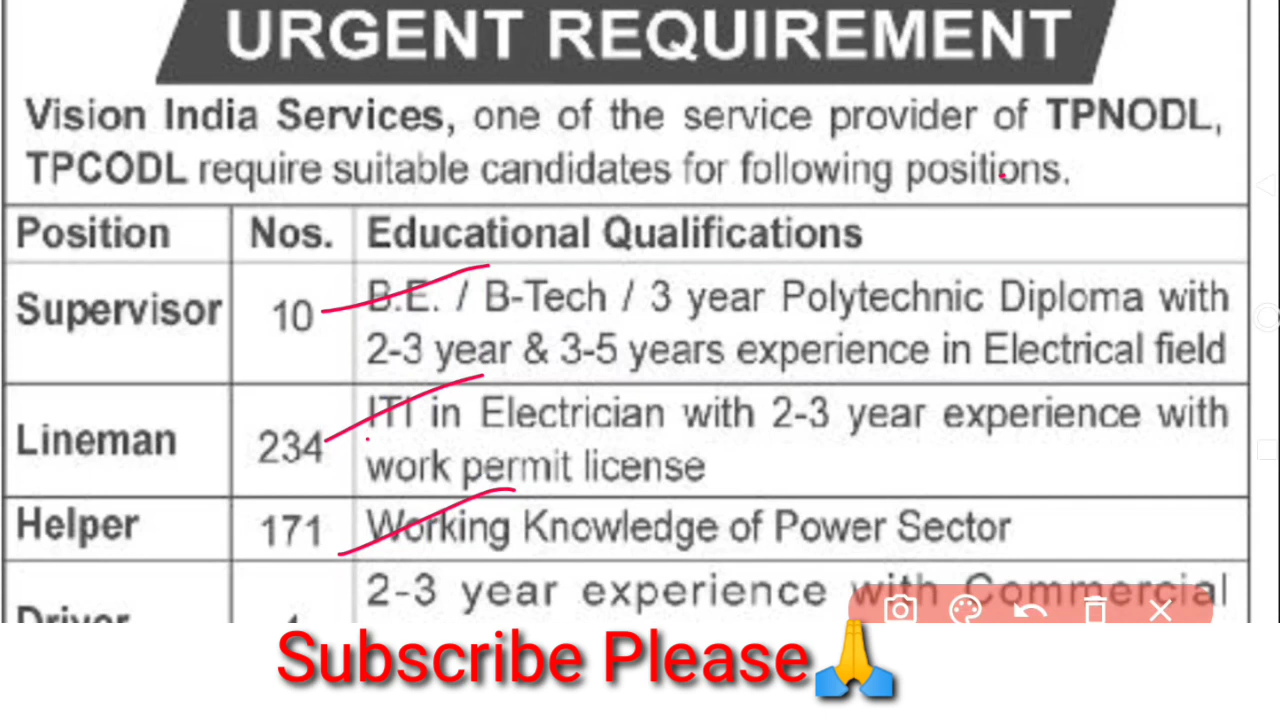 URGENT REQUIREMENT
Vision India Services, one of the service provider of TPNODL,
TPCODL require suitable candidates for following positions.
Position Nos. Educational Qualifications
Supervisor 10 B.E. / B-Tech / 3 year Polytechnic Diploma with
2-3 year & 3-5 years experience in Electrical field
Lineman 234 ITI in Electrician with 2-3 year experience with
work permit license
Helper 171 Working Knowledge of Power Sector
Driver 2-3 year experience with Commercial
Subscribe Please